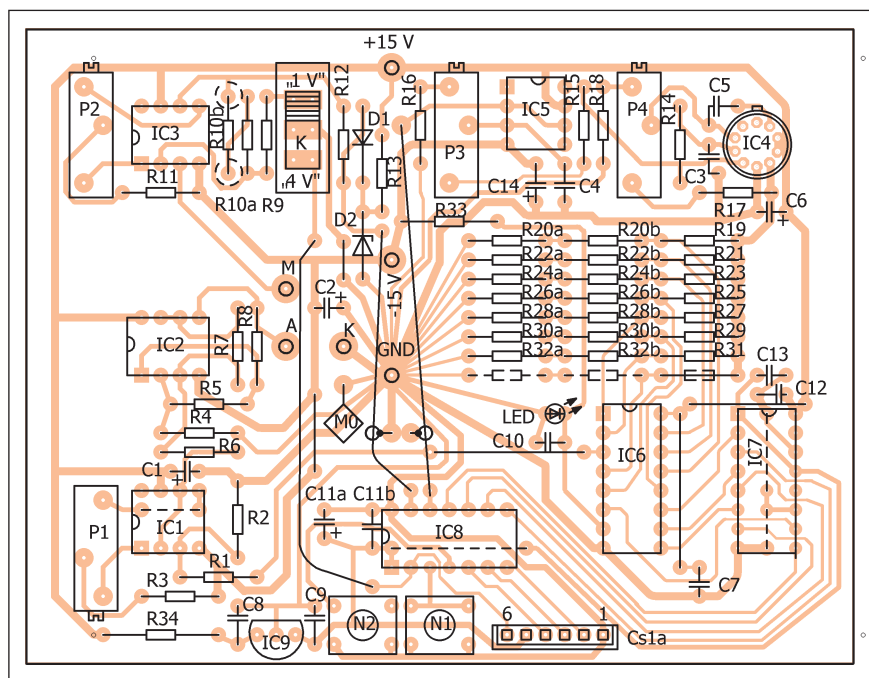 +15 V
P2
IC3
R10b
„1 V"
K
„4 V"
R12
D1
R13
R16
P3
IC5
R15
R18
P4
R14
C5
IC4
C3
R11
R10a
R9
D2
C14
C4
R17
C6
R33
R20a
R20b
R19
R22a
R22b
R21
R24a
R24b
R23
R26a
R26b
R25
R28a
R28b
R27
R30a
R30b
R29
R32a
R32b
R31
M
C2
-15 V
IC2
R7
R8
A
K
GND
C13
C12
R5
M0
LED
R4
R6
C10
IC6
IC7
C1
P1
IC1
R2
C11a
C11b
IC8
R1
R3
C7
R34
C8
IC9
C9
N2
N1
6
1
Cs1a